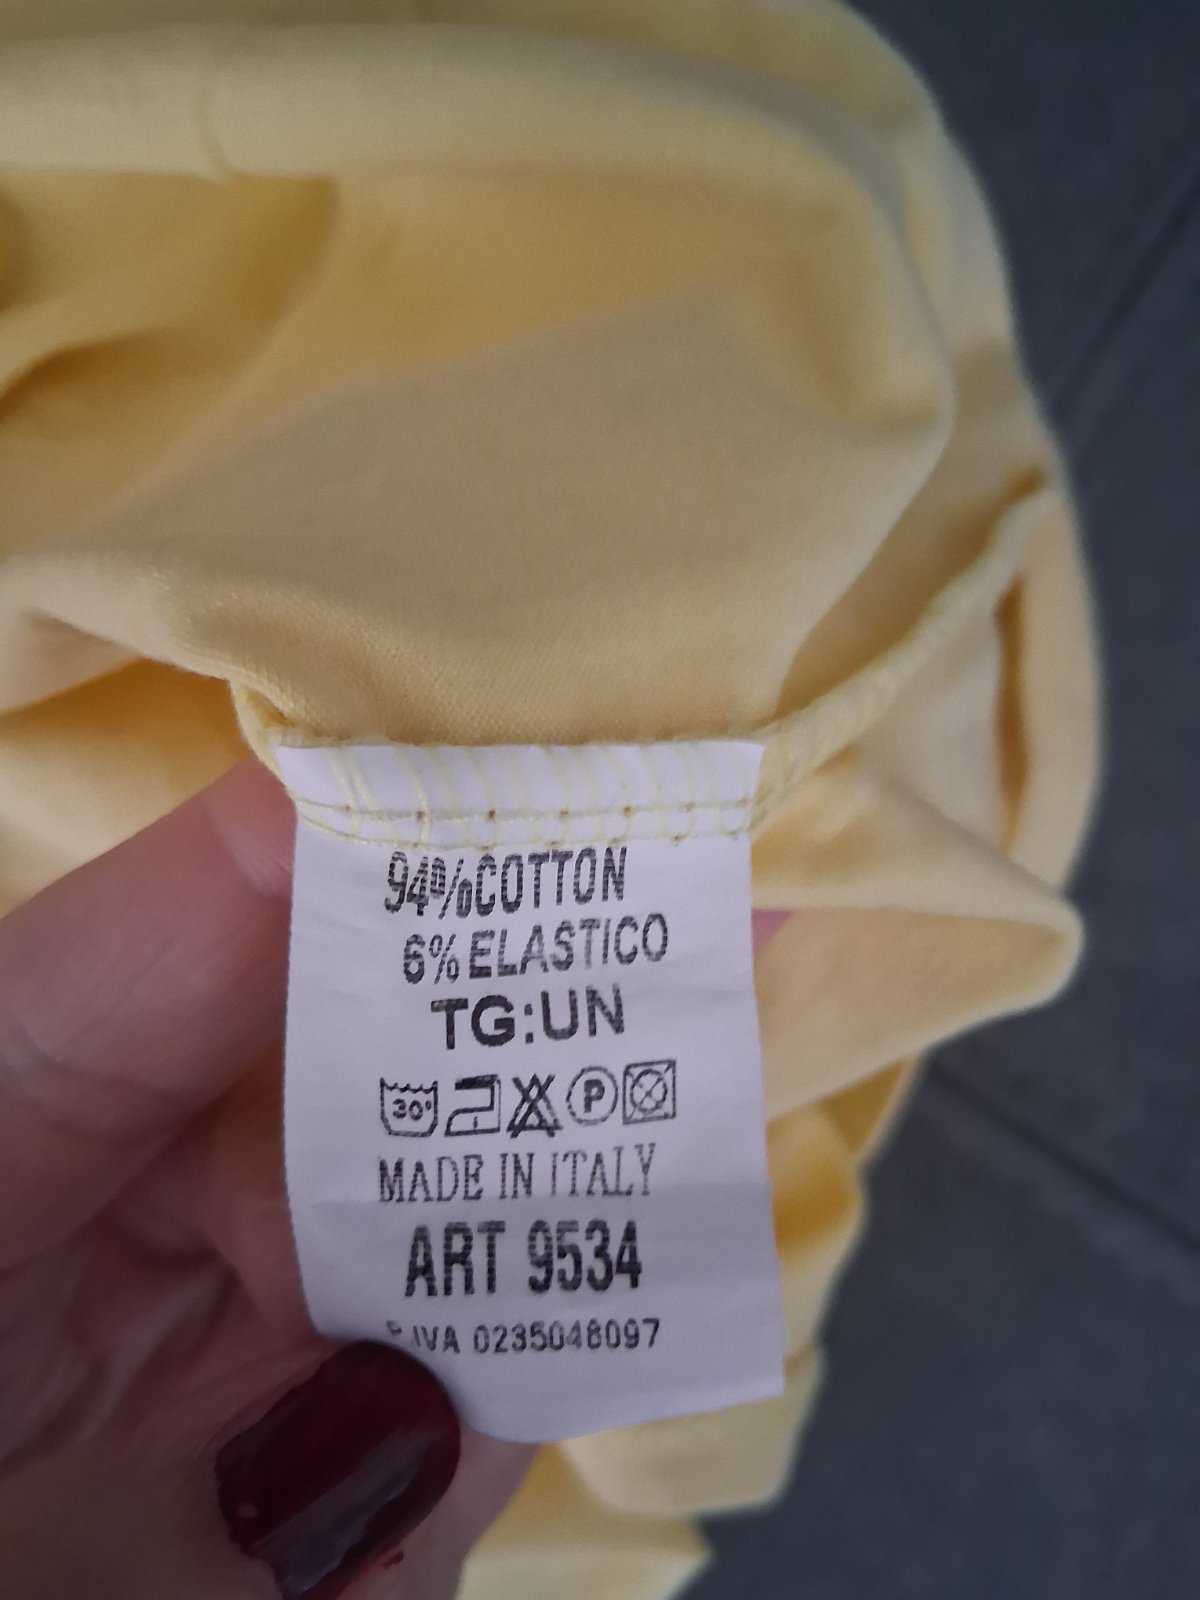 94%COTTON
6% ELASTICO
TG:UN
30° P
MADE IN ITALY
ART 9534
P.IVA 0235048097